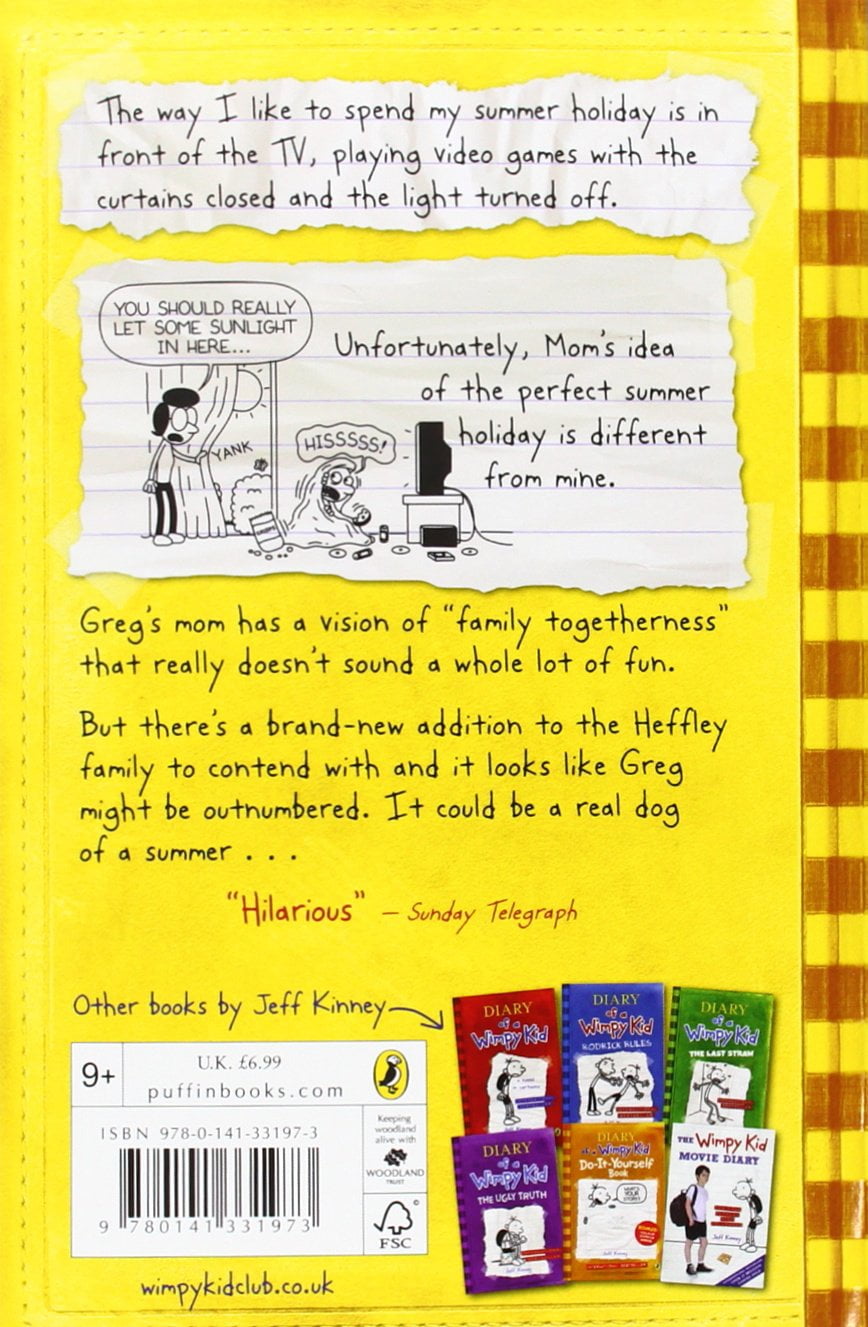 The way I like to spend my summer holiday is in
front of the TV, playing video games with the
curtains closed and the light turned off.
YOU SHOULD REALLY
LET SOME SUNLIGHT
IN HERE...
Unfortunately, Mom's idea
of the perfect summer
holiday is different
from mine.
YANK
HISSSSS!
Greg's mom has a vision of "family togetherness"
that really doesn't sound a whole lot of fun.
But there's a brand-new addition to the Heffley
family to contend with and it looks like Greg
might be outnumbered. It could be a real dog
of a summer . . .
"Hilarious" – Sunday Telegraph
Other books by Jeff Kinney
9+
U.K. £6.99
puffinbooks.com
ISBN 978-0-141-33197-3
9 780141 331973
Keeping
woodland
alive with
WOODLAND
TRUST
FSC
wimpykidclub.co.uk
DIARY
of a
Wimpy Kid
DIARY
of a
Wimpy Kid
RODRICK RULES
DIARY
of a
Wimpy Kid
THE LAST STRAW
DIARY
of a
Wimpy Kid
THE UGLY TRUTH
Jeff Kinney
DIARY
of a Wimpy Kid
Do-It-Yourself
Book
WHAT'S
YOUR
STORY?
Jeff Kinney
THE Wimpy Kid
MOVIE DIARY
Jeff Kinney